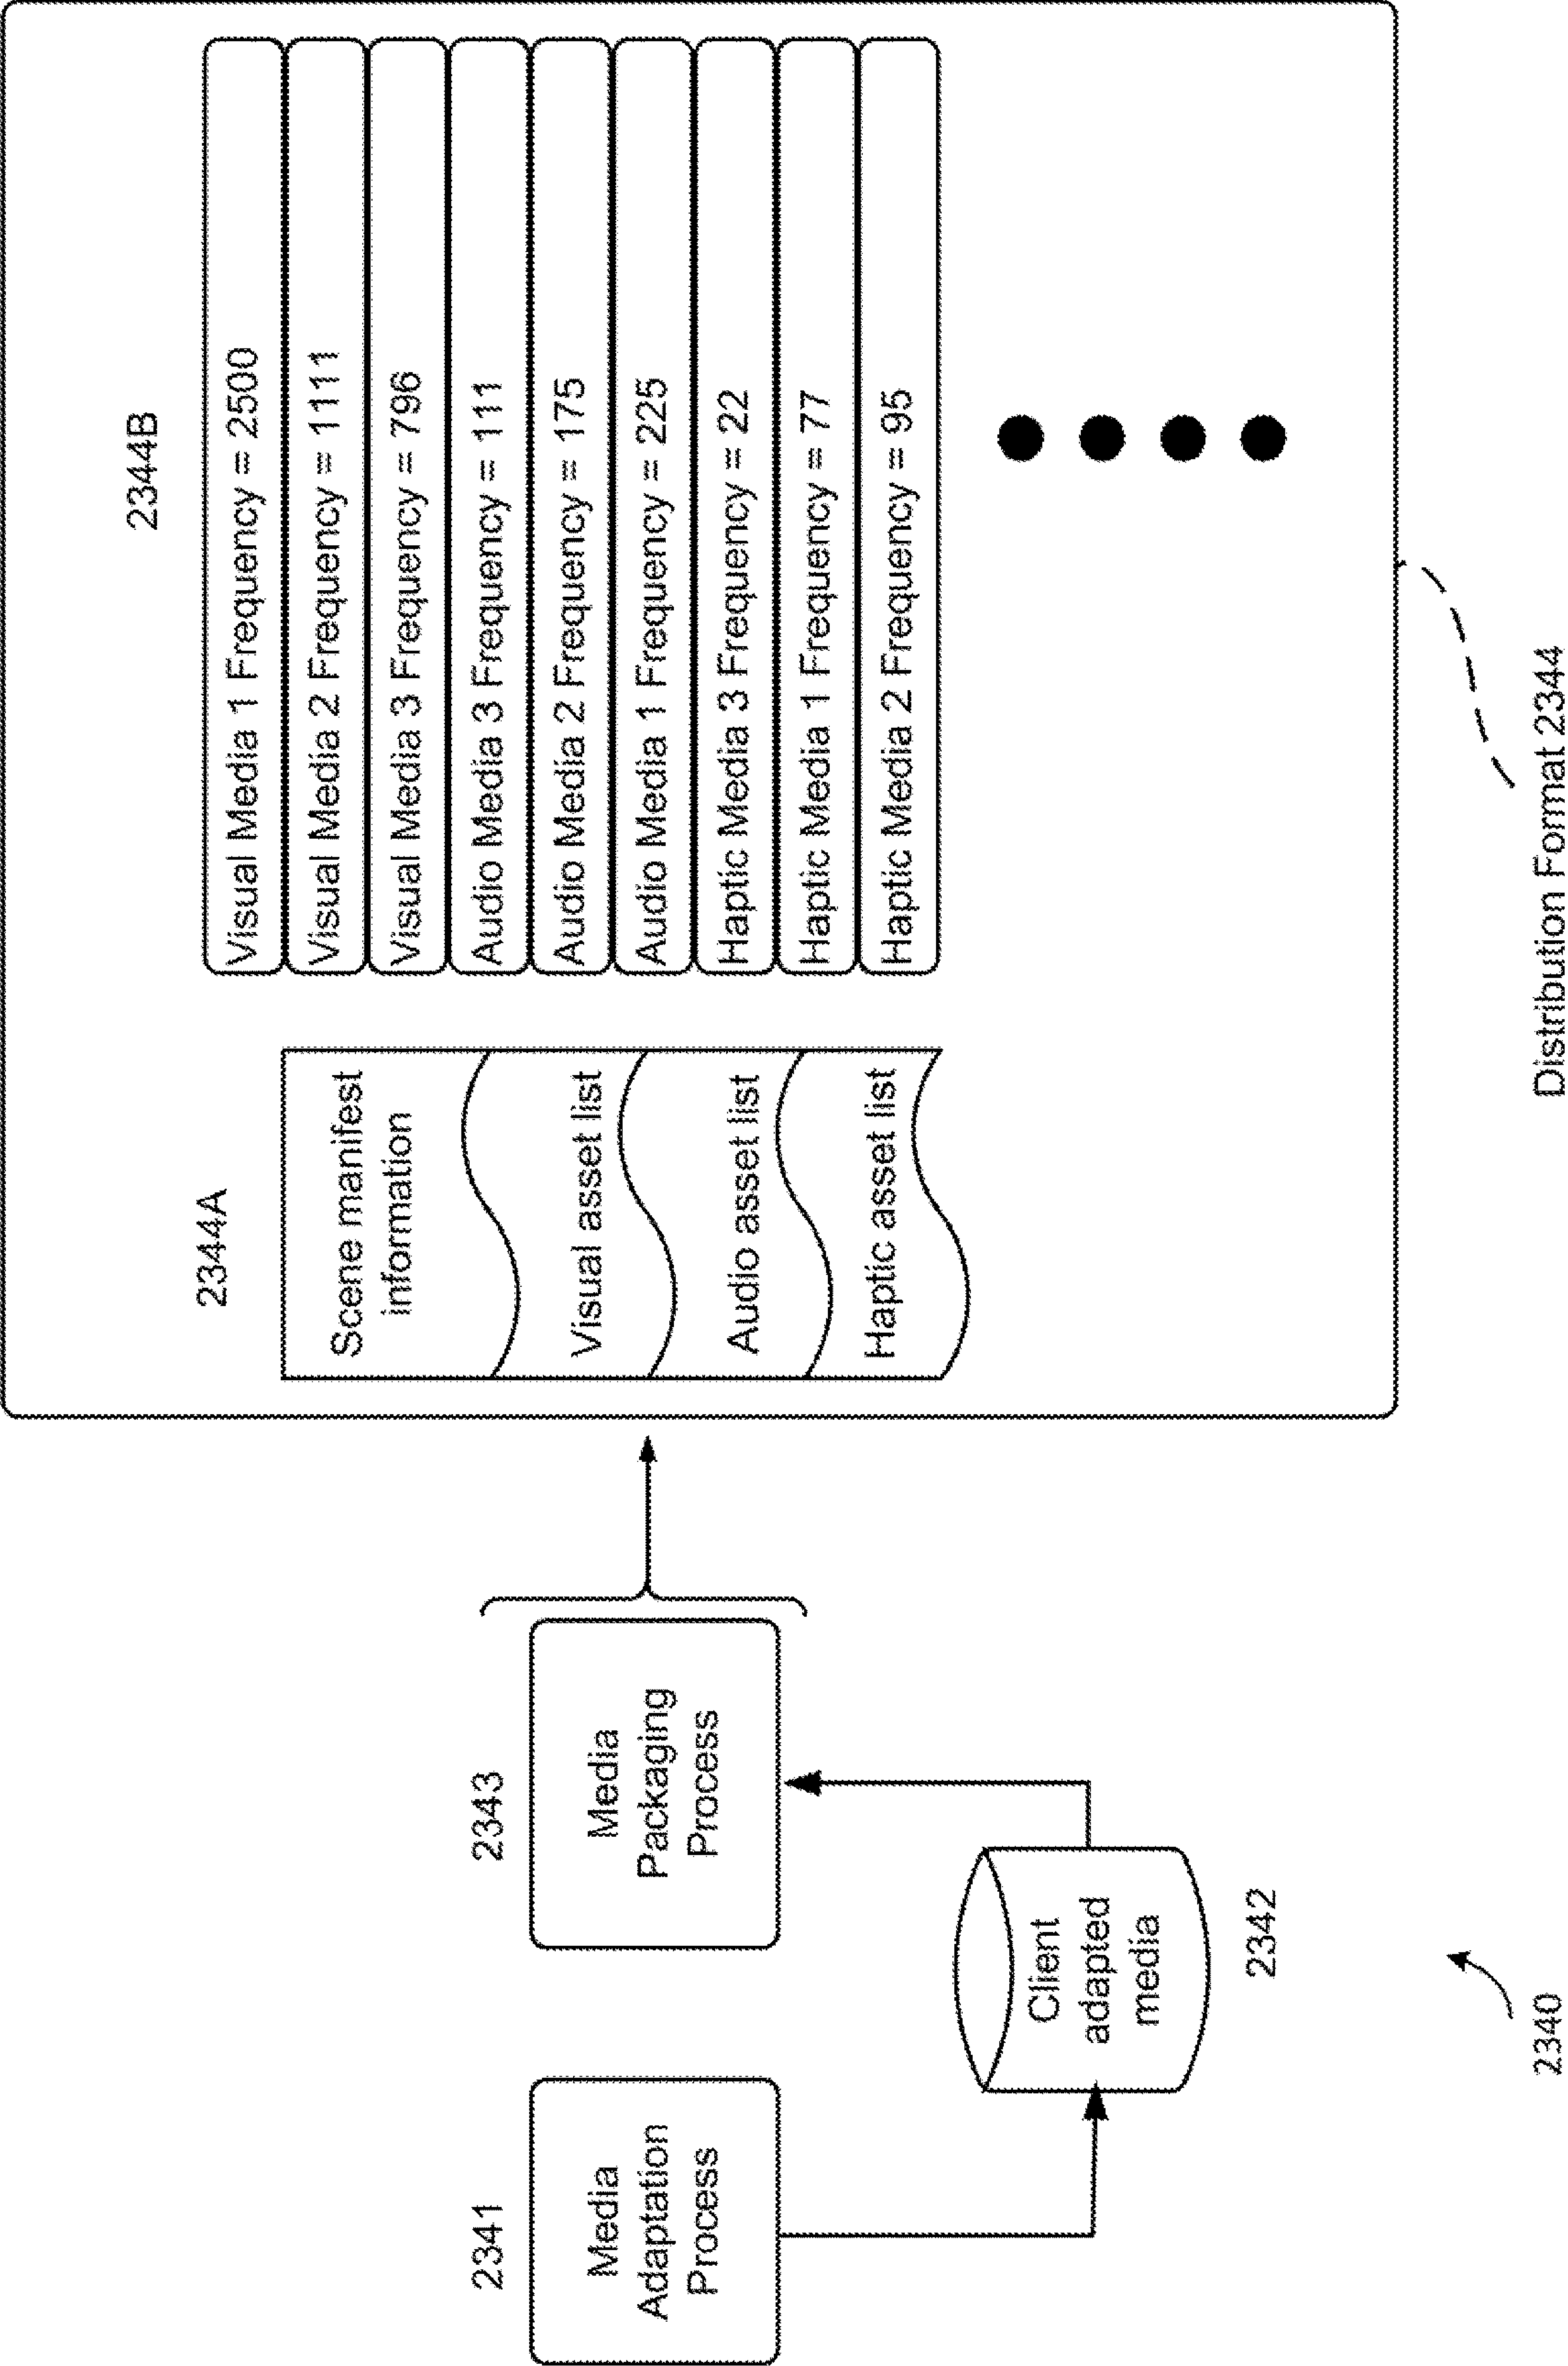 2341
Media
Adaptation
Process
2343
Media
Packaging
Process
Client
adapted
media
2342
2340
2344A
Scene manifest
information
Visual asset list
Audio asset list
Haptic asset list
2344B
Visual Media 1 Frequency = 2500
Visual Media 2 Frequency = 1111
Visual Media 3 Frequency = 796
Audio Media 3 Frequency = 111
Audio Media 2 Frequency = 175
Audio Media 1 Frequency = 225
Haptic Media 3 Frequency = 22
Haptic Media 1 Frequency = 77
Haptic Media 2 Frequency = 95
Distribution Format 2344